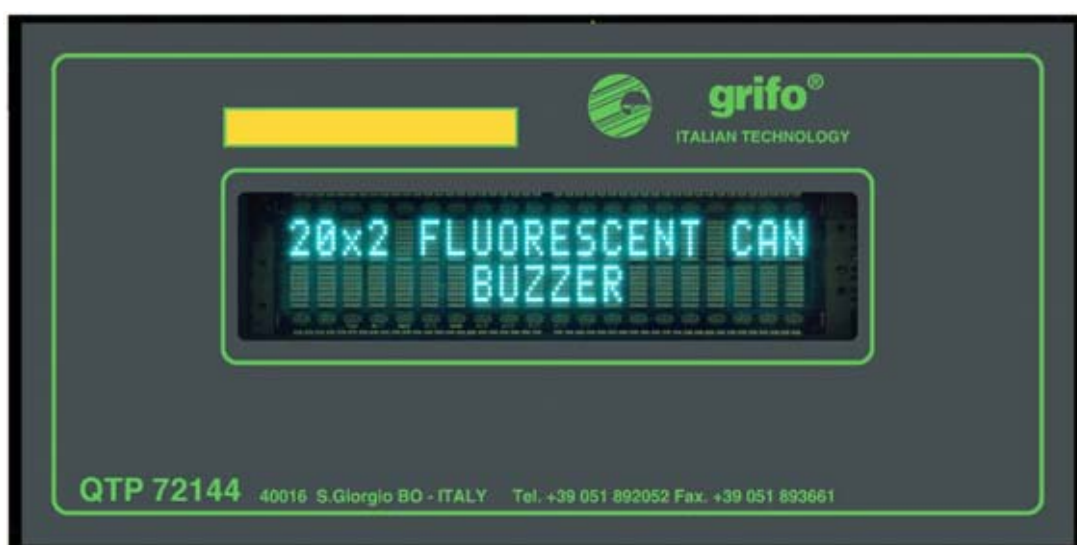 grifo®
ITALIAN TECHNOLOGY
20x2 FLUORESCENT CAN
BUZZER
QTP 72144 40016 S.Giorgio BO - ITALY Tel. +39 051 892052 Fax. +39 051 893661